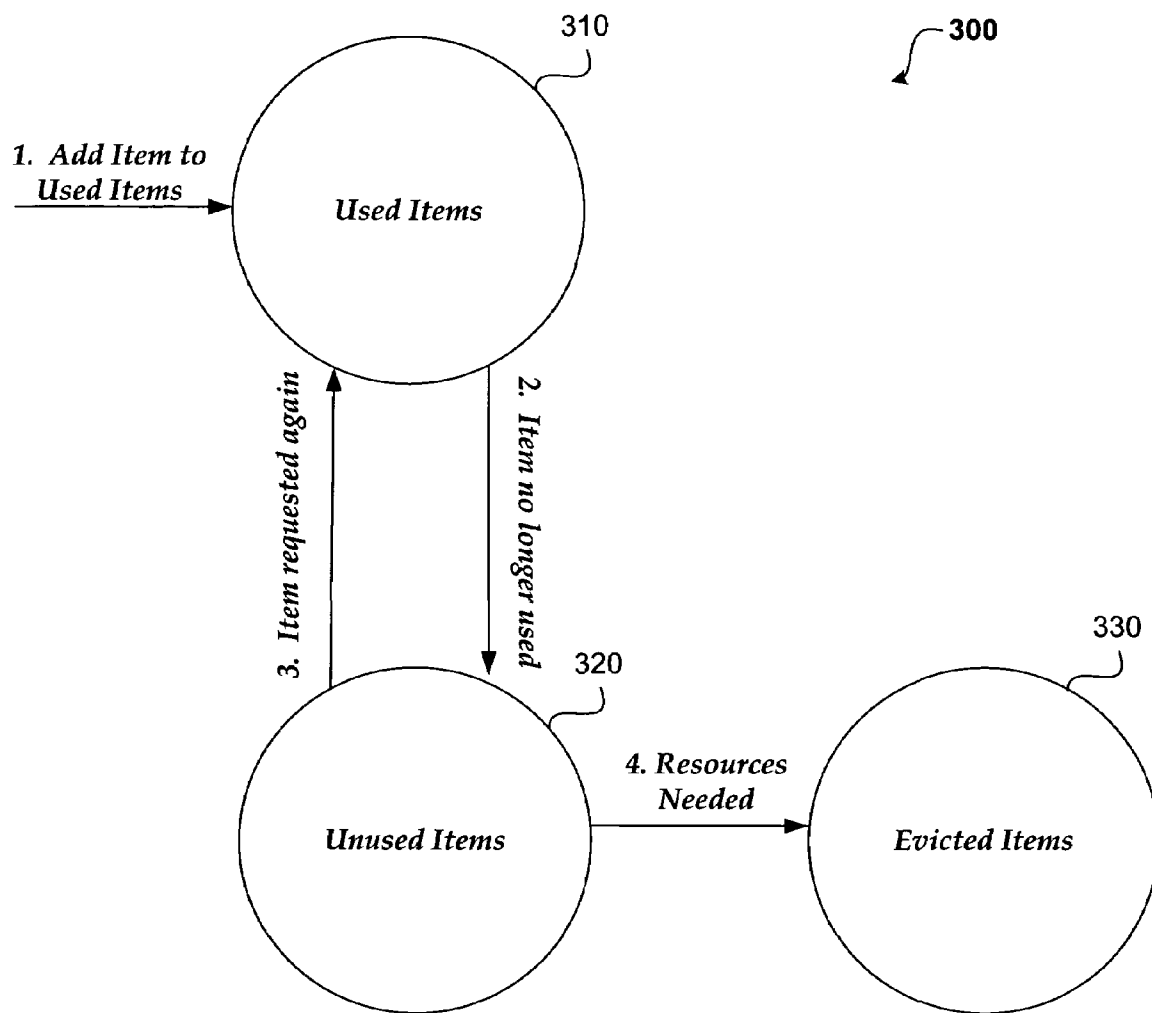 310
300
1. Add Item to
Used Items
Used Items
3. Item requested again
2. Item no longer used
320
330
4. Resources
Needed
Unused Items
Evicted Items